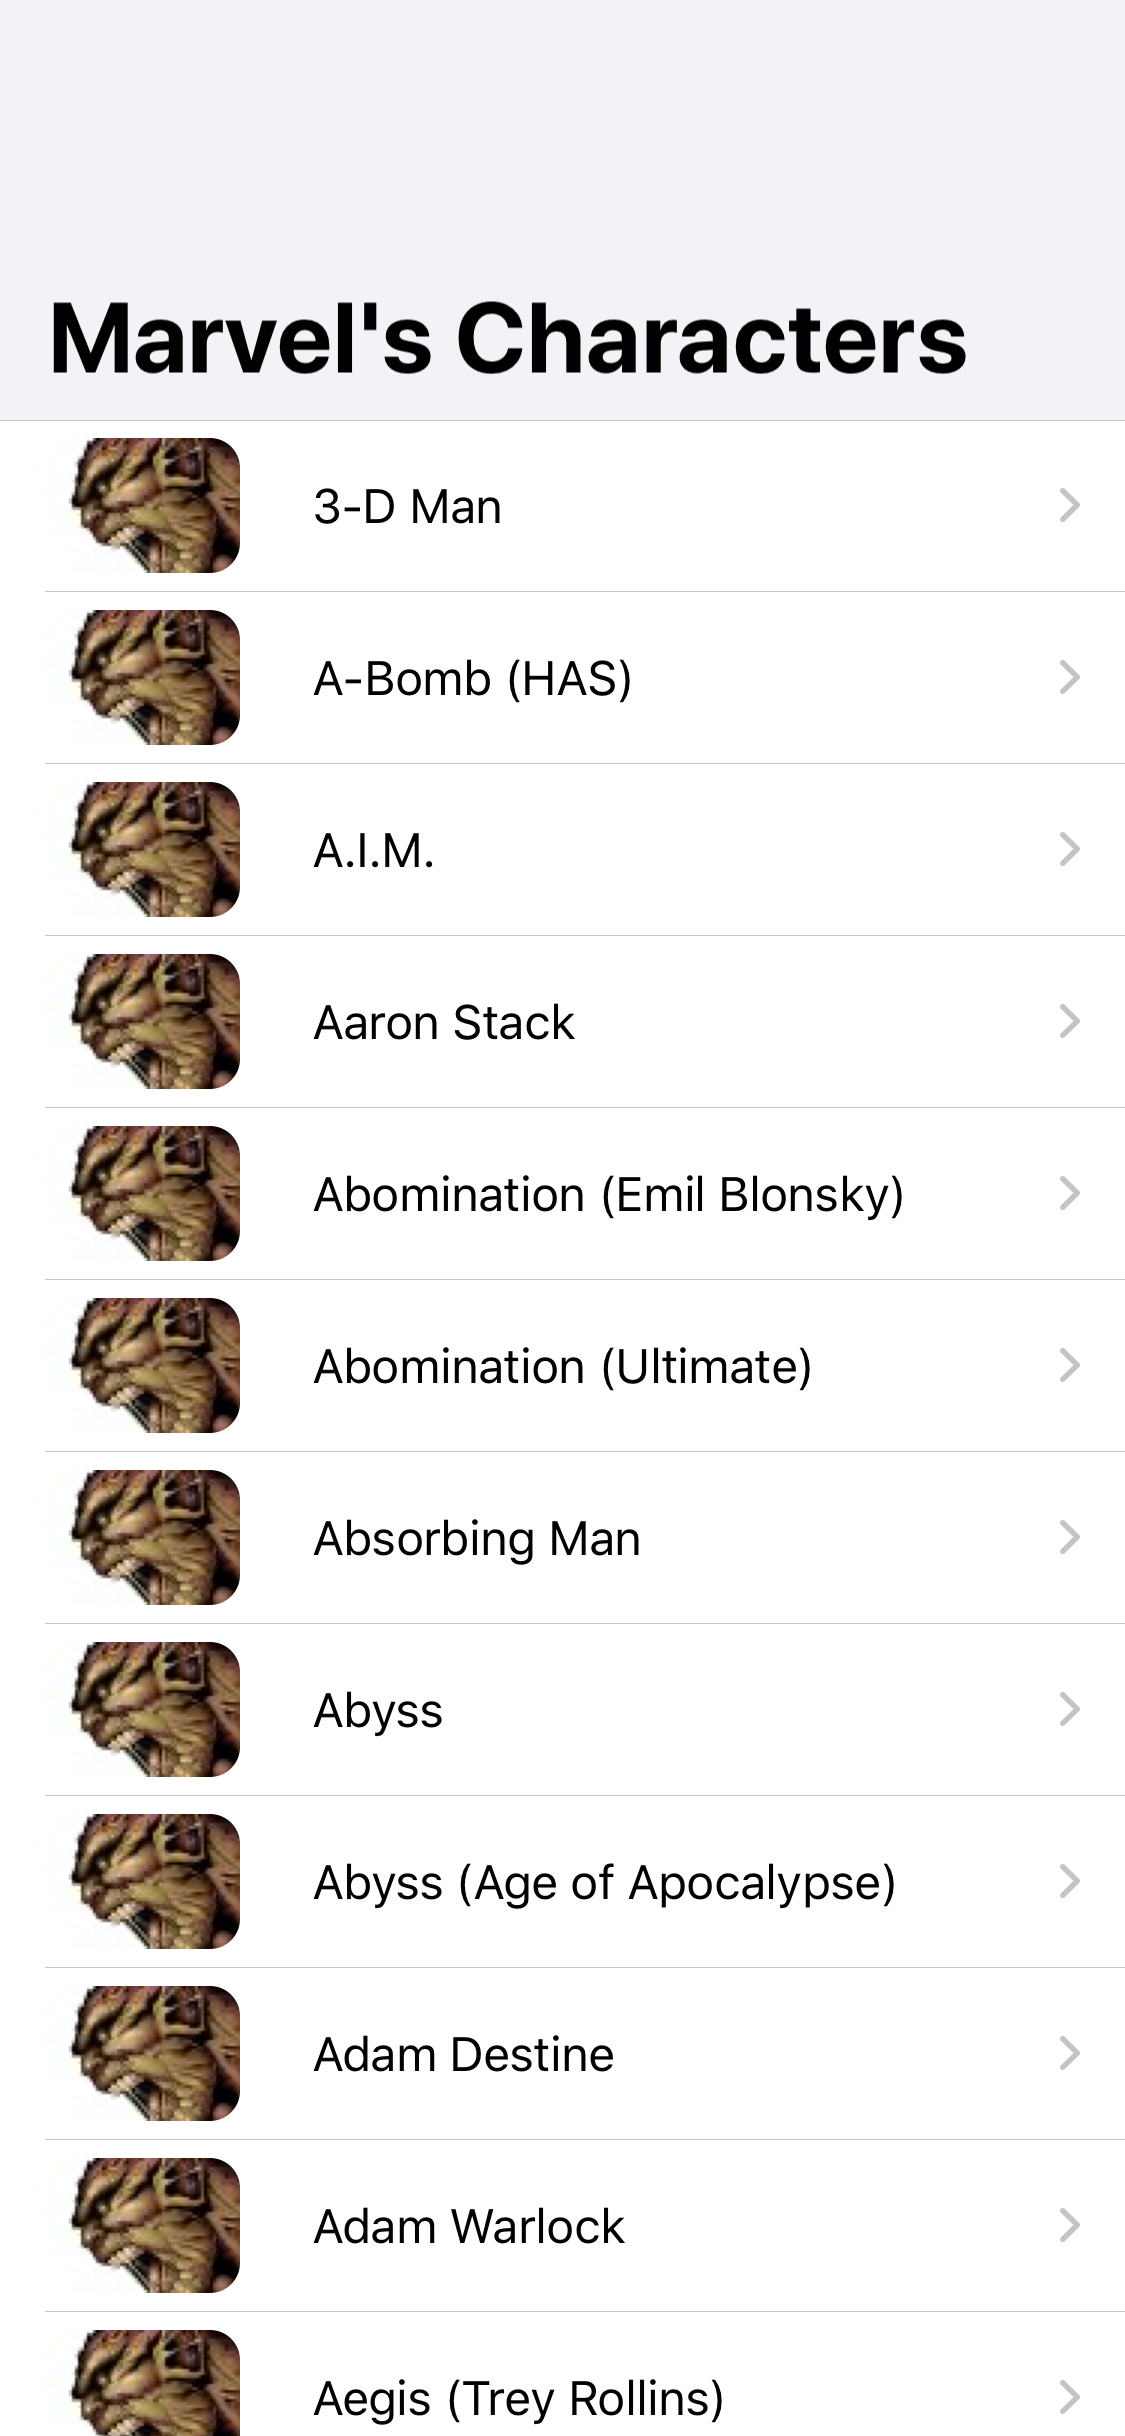 Marvel's Characters
3-D Man
A-Bomb (HAS)
A.I.M.
Aaron Stack
Abomination (Emil Blonsky)
Abomination (Ultimate)
Absorbing Man
Abyss
Abyss (Age of Apocalypse)
Adam Destine
Adam Warlock
Aegis (Trey Rollins)